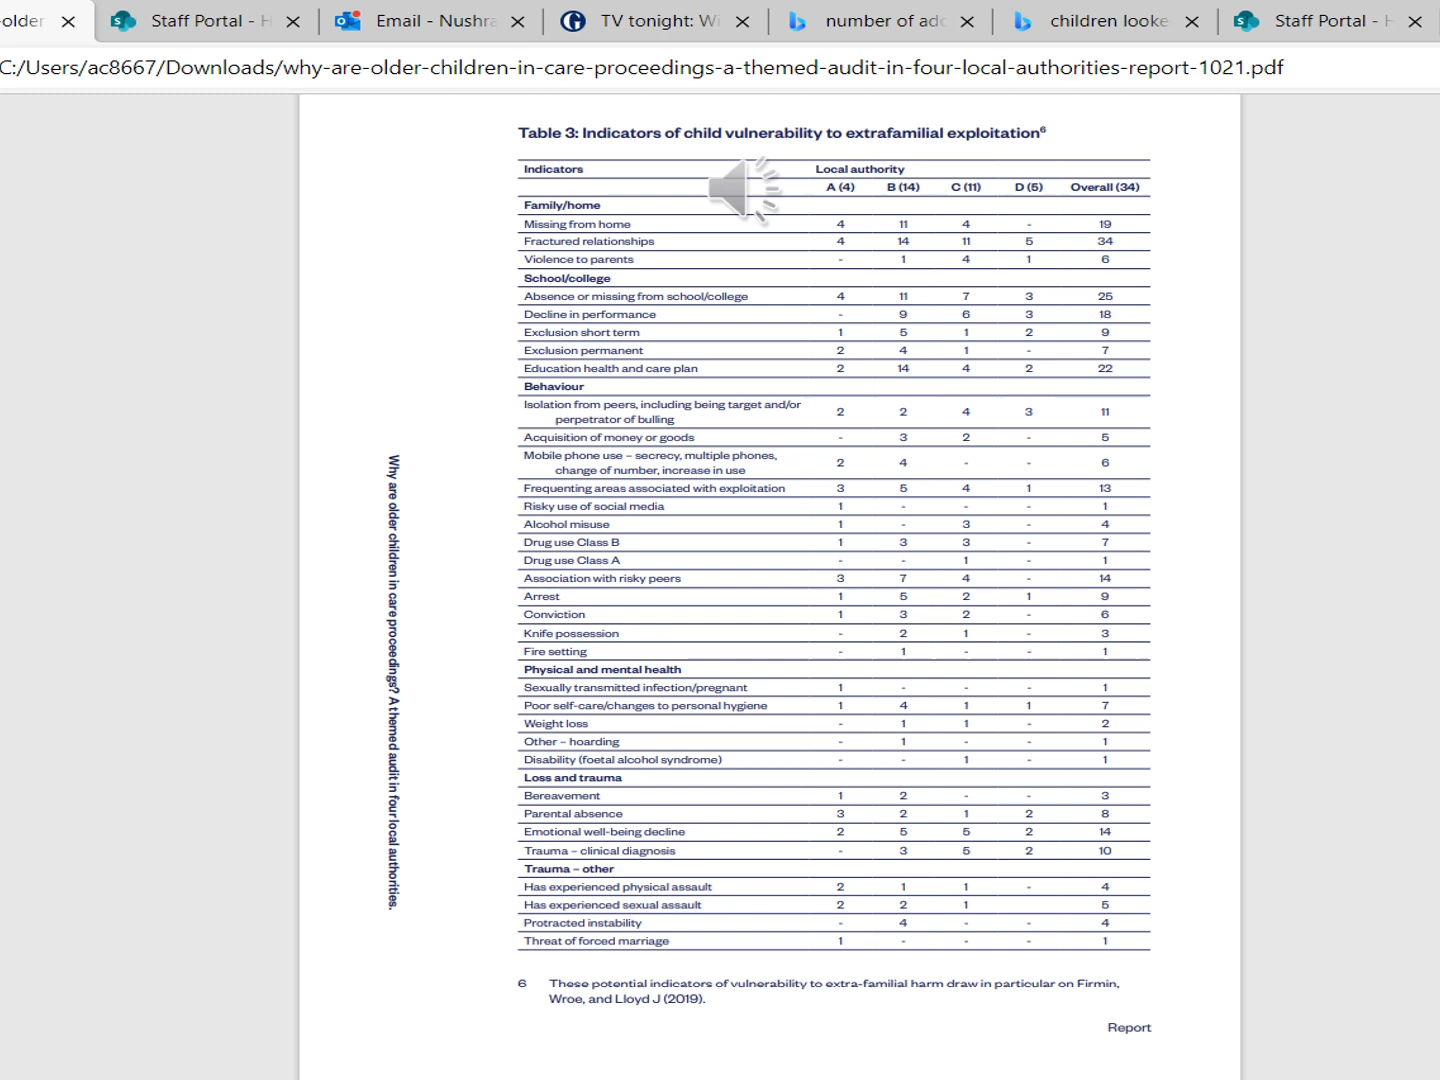 older
Staff Portal - H
Email - Nushra
TV tonight: Wi
number of ado
children looke
Staff Portal - H
C:/Users/ac8667/Downloads/why-are-older-children-in-care-proceedings-a-themed-audit-in-four-local-authorities-report-1021.pdf
Table 3: Indicators of child vulnerability to extrafamilial exploitation6
Indicators Local authority
A (4) B (14) C (11) D (5) Overall (34)
Family/home
Missing from home 4 11 4 - 19
Fractured relationships 4 14 11 5 34
Violence to parents - 1 4 1 6
School/college
Absence or missing from school/college 4 11 7 3 25
Decline in performance - 9 6 3 18
Exclusion short term 1 5 1 2 9
Exclusion permanent 2 4 1 - 7
Education health and care plan 2 14 4 2 22
Behaviour
Isolation from peers, including being target and/or
perpetrator of bulling 2 2 4 3 11
Acquisition of money or goods - 3 2 - 5
Mobile phone use – secrecy, multiple phones,
change of number, increase in use 2 4 - - 6
Frequenting areas associated with exploitation 3 5 4 1 13
Risky use of social media 1 - - - 1
Alcohol misuse 1 - 3 - 4
Drug use Class B 1 3 3 - 7
Drug use Class A - - 1 - 1
Association with risky peers 3 7 4 - 14
Arrest 1 5 2 1 9
Conviction 1 3 2 - 6
Knife possession - 2 1 - 3
Fire setting - 1 - - 1
Physical and mental health
Sexually transmitted infection/pregnant 1 - - - 1
Poor self-care/changes to personal hygiene 1 4 1 1 7
Weight loss - 1 1 - 2
Other – hoarding - 1 - - 1
Disability (foetal alcohol syndrome) - - 1 - 1
Loss and trauma
Bereavement 1 2 - - 3
Parental absence 3 2 1 2 8
Emotional well-being decline 2 5 5 2 14
Trauma – clinical diagnosis - 3 5 2 10
Trauma – other
Has experienced physical assault 2 1 1 - 4
Has experienced sexual assault 2 2 1 5
Protracted instability - 4 - - 4
Threat of forced marriage 1 - - - 1
6 These potential indicators of vulnerability to extra-familial harm draw in particular on Firmin,
Wroe, and Lloyd J (2019).
Report
Why are older children in care proceedings? A themed audit in four local authorities.